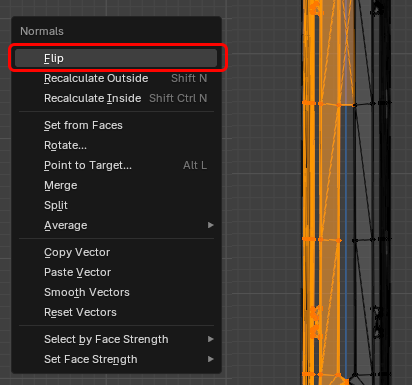 Normals
Flip
Recalculate Outside Shift N
Recalculate Inside Shift Ctrl N
Set from Faces
Rotate...
Point to Target... Alt L
Merge
Split
Average
Copy Vector
Paste Vector
Smooth Vectors
Reset Vectors
Select by Face Strength
Set Face Strength